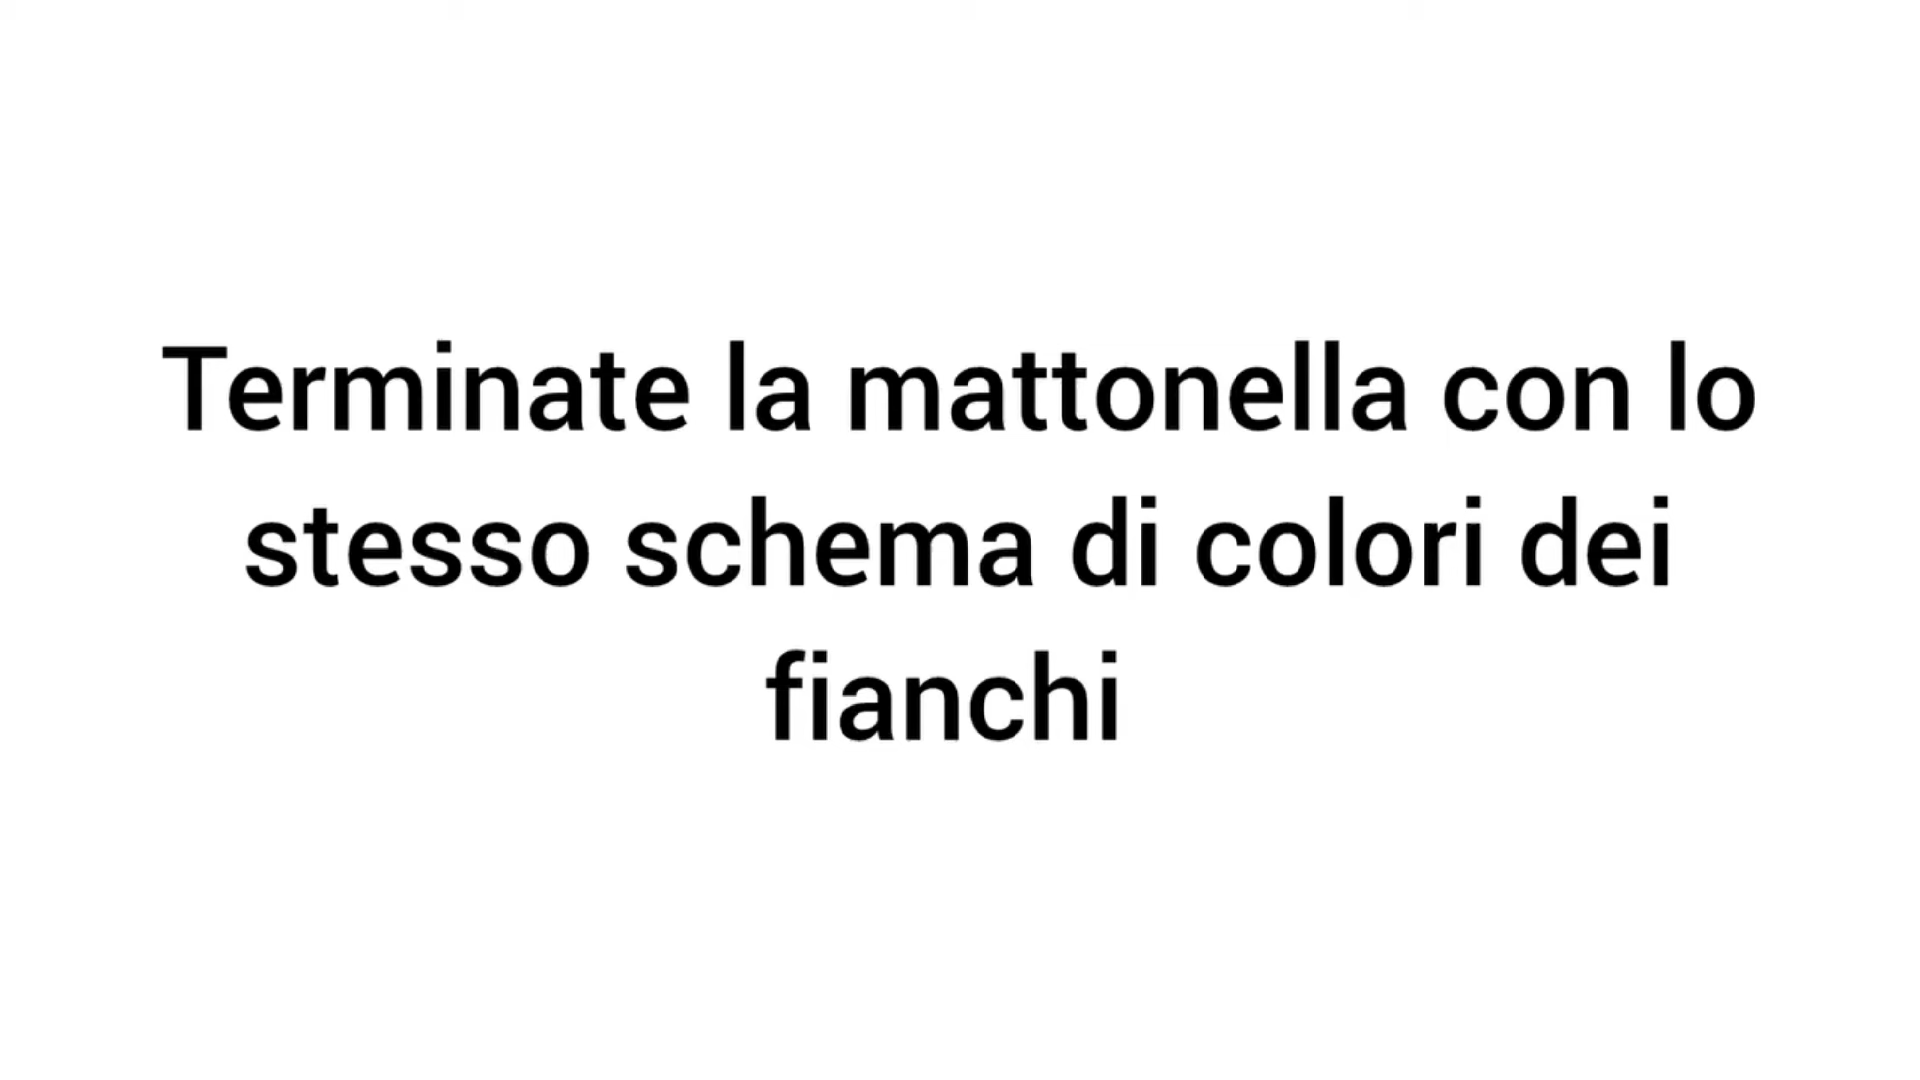 Terminate la mattonella con lo
stesso schema di colori dei
fianchi